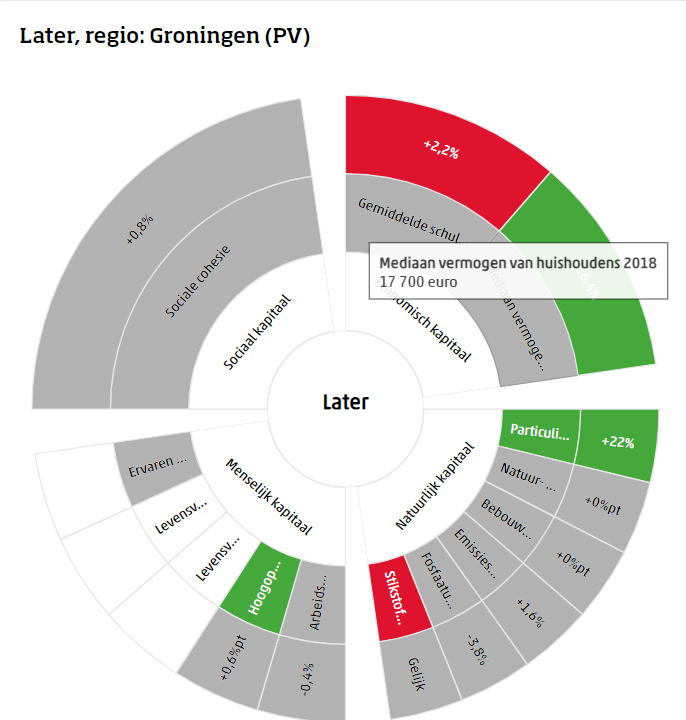 Later, regio: Groningen (PV)
+2,2%
Gemiddelde schul
Mediaan vermogen van huishoudens 2018
17 700 euro
vermoge...
kapitaal
+0,8%
Sociale cohesie
Sociaal kapitaal
Later
Particuli...
+22%
Natuur-...
+0%pt
Bebouw...
+0%pt
Emissies...
+1,6%
Fosfaatu...
-3,8%
Stikstof...
Gelijk
Natuurlijk kapitaal
Menselijk kapitaal
Ervaren ...
Levensv...
Levensv...
Hoogop...
+0,6%pt
Arbeids...
-0,4%